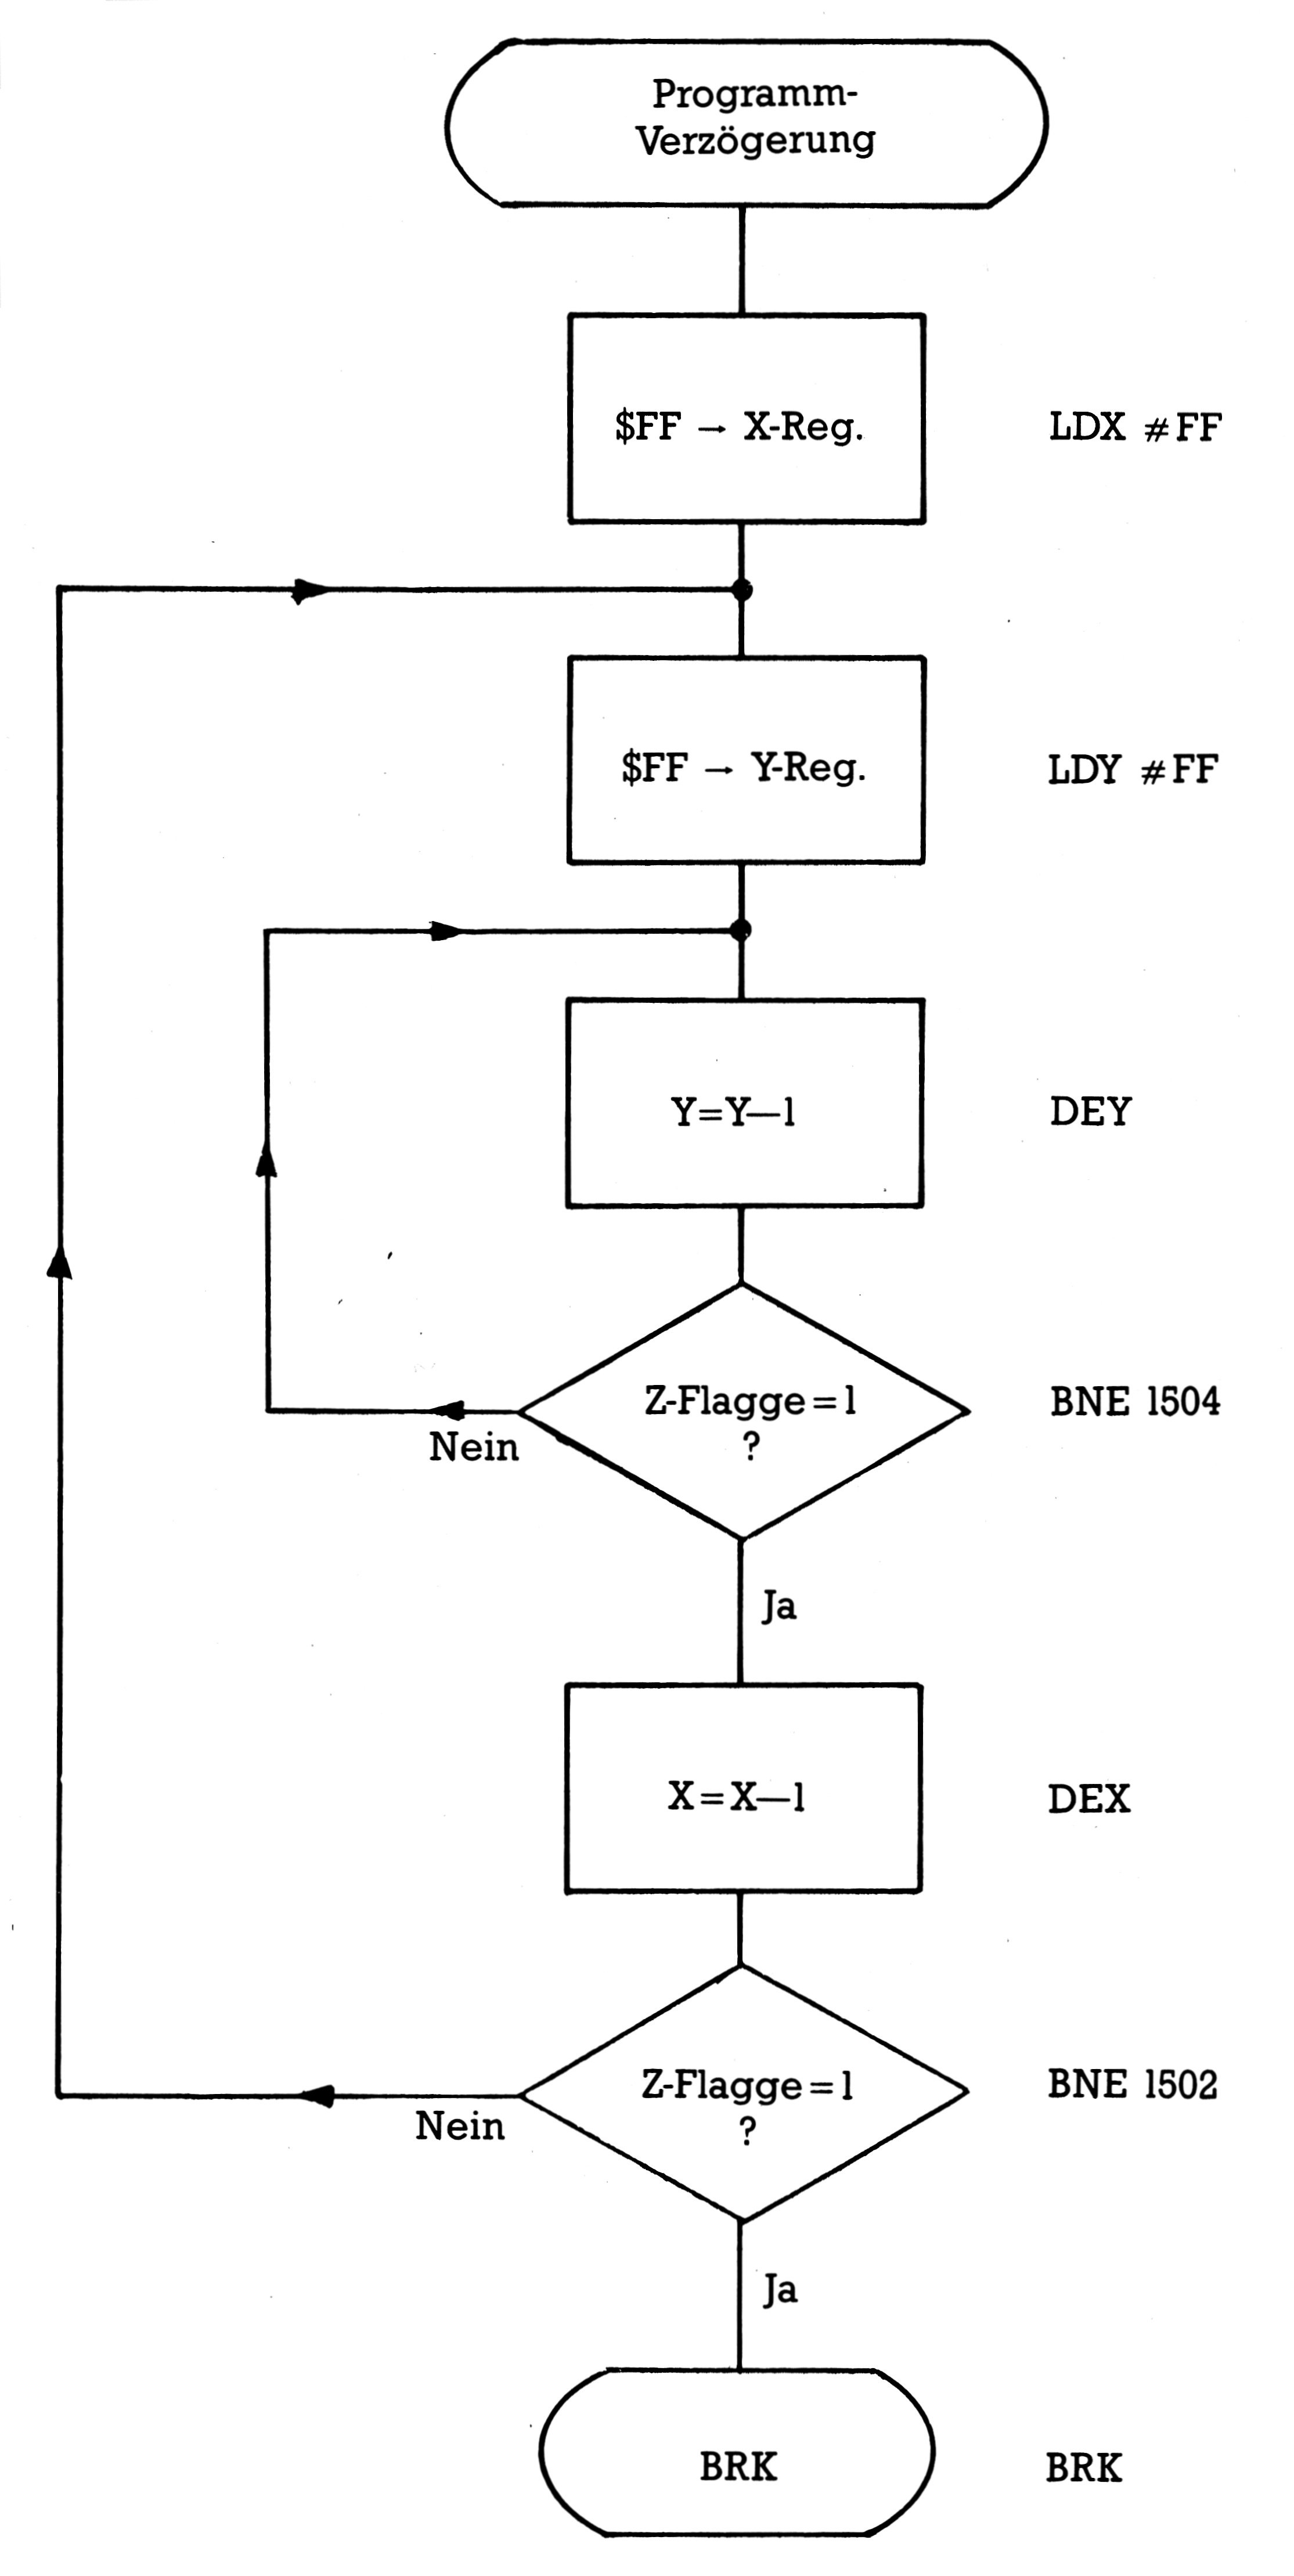 Programm-
Verzögerung
$FF → X-Reg.
LDX #FF
$FF → Y-Reg.
LDY #FF
Y=Y—1
DEY
Z-Flagge=1
?
BNE 1504
Nein
Ja
X=X—1
DEX
Z-Flagge=1
?
BNE 1502
Nein
Ja
BRK
BRK